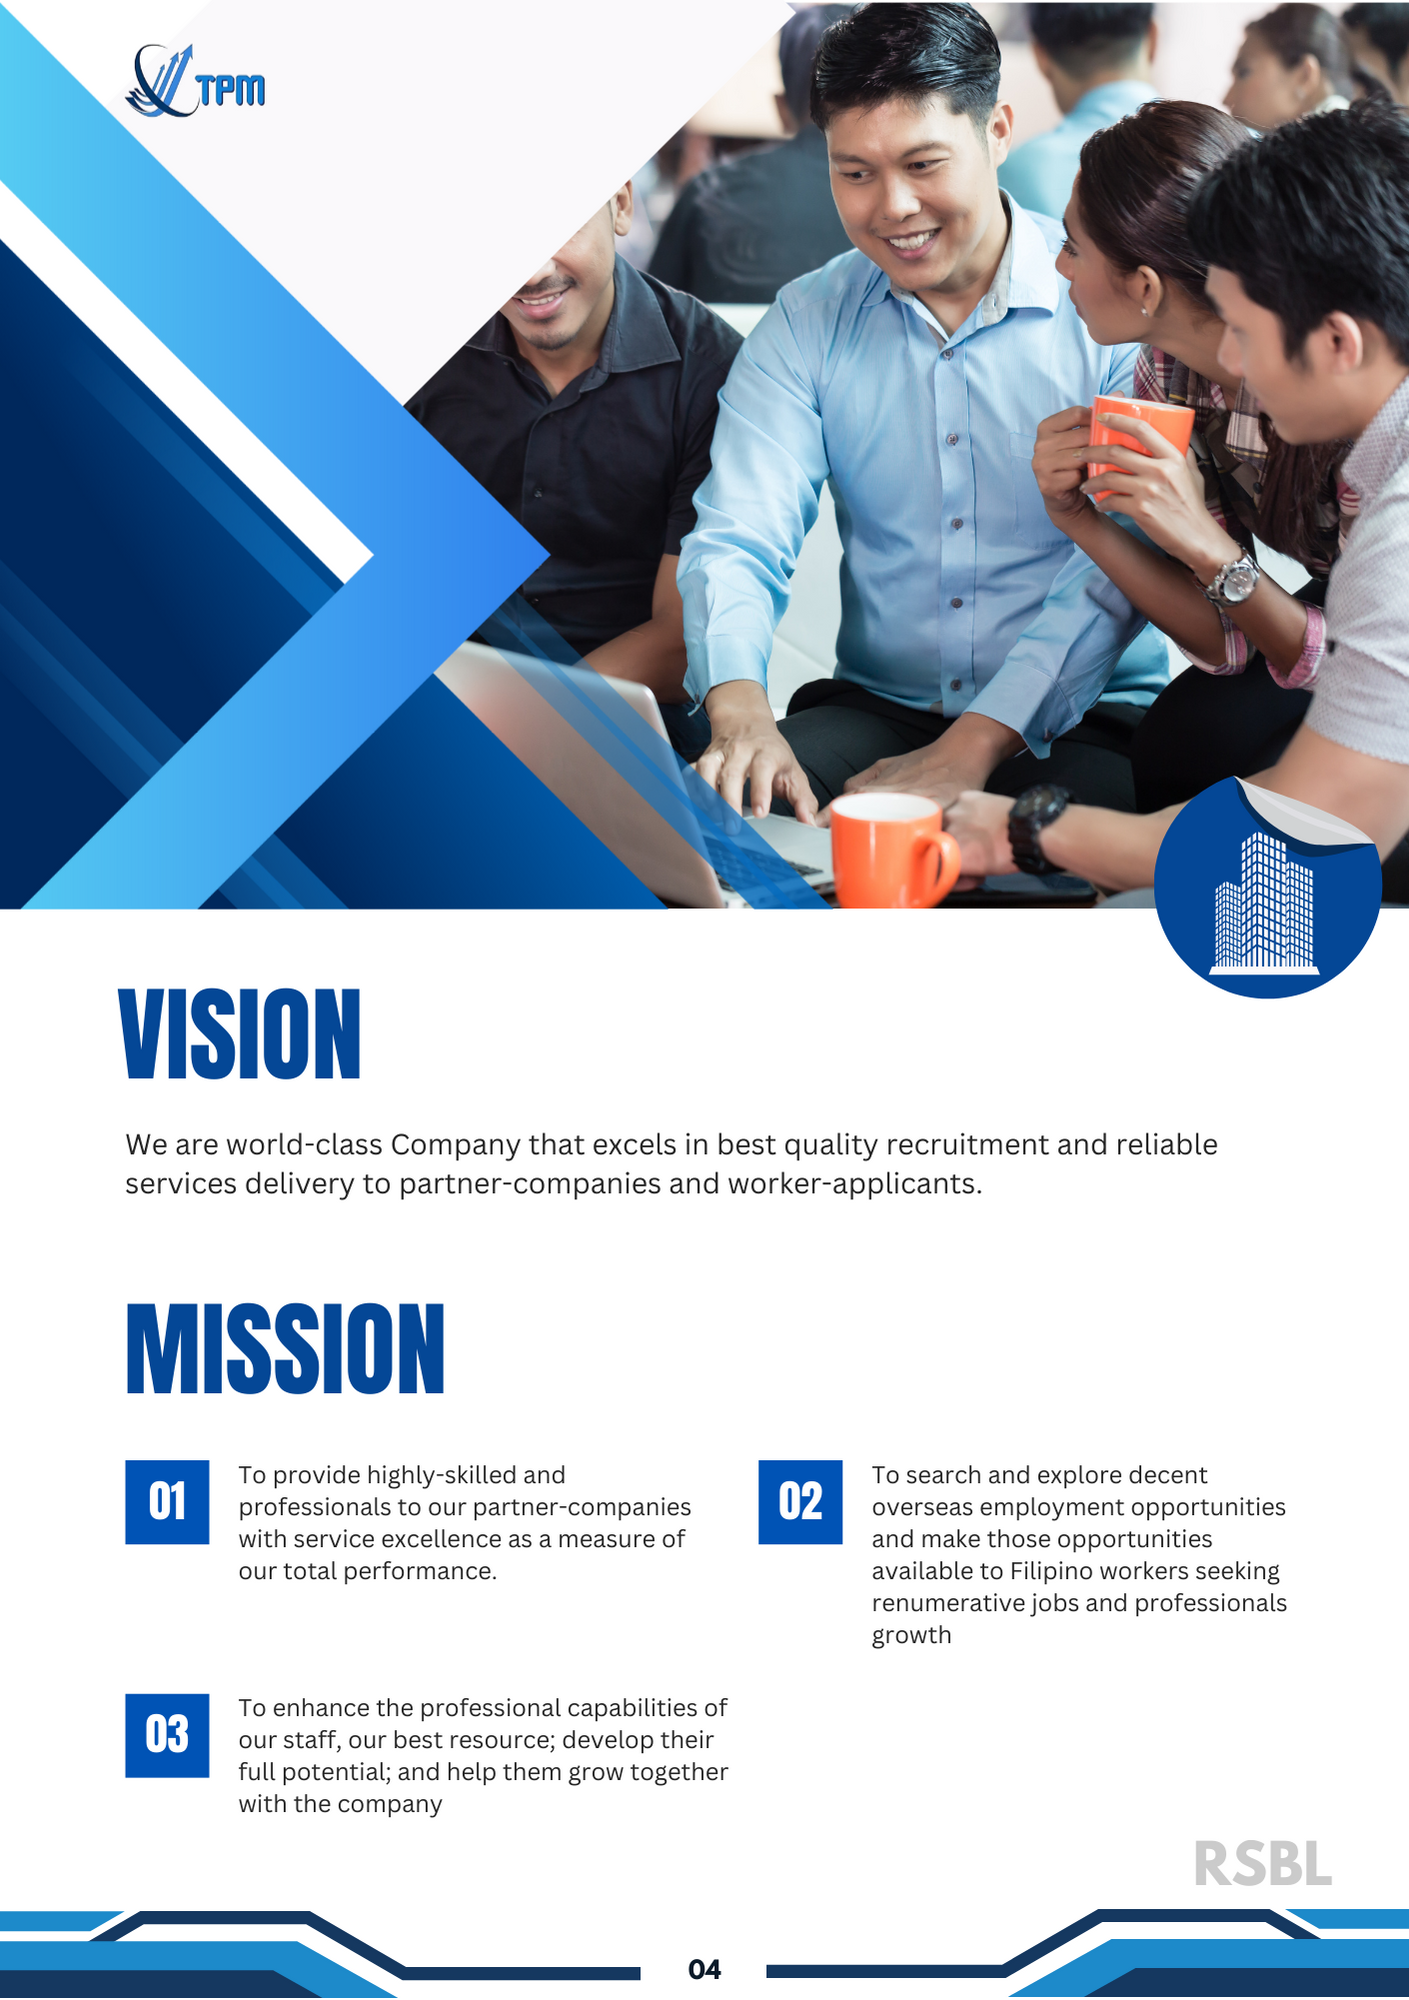 TPM
VISION
We are world-class Company that excels in best quality recruitment and reliable
services delivery to partner-companies and worker-applicants.
MISSION
01
To provide highly-skilled and
professionals to our partner-companies
with service excellence as a measure of
our total performance.
02
To search and explore decent
overseas employment opportunities
and make those opportunities
available to Filipino workers seeking
renumerative jobs and professionals
growth
03
To enhance the professional capabilities of
our staff, our best resource; develop their
full potential; and help them grow together
with the company
RSBL
04